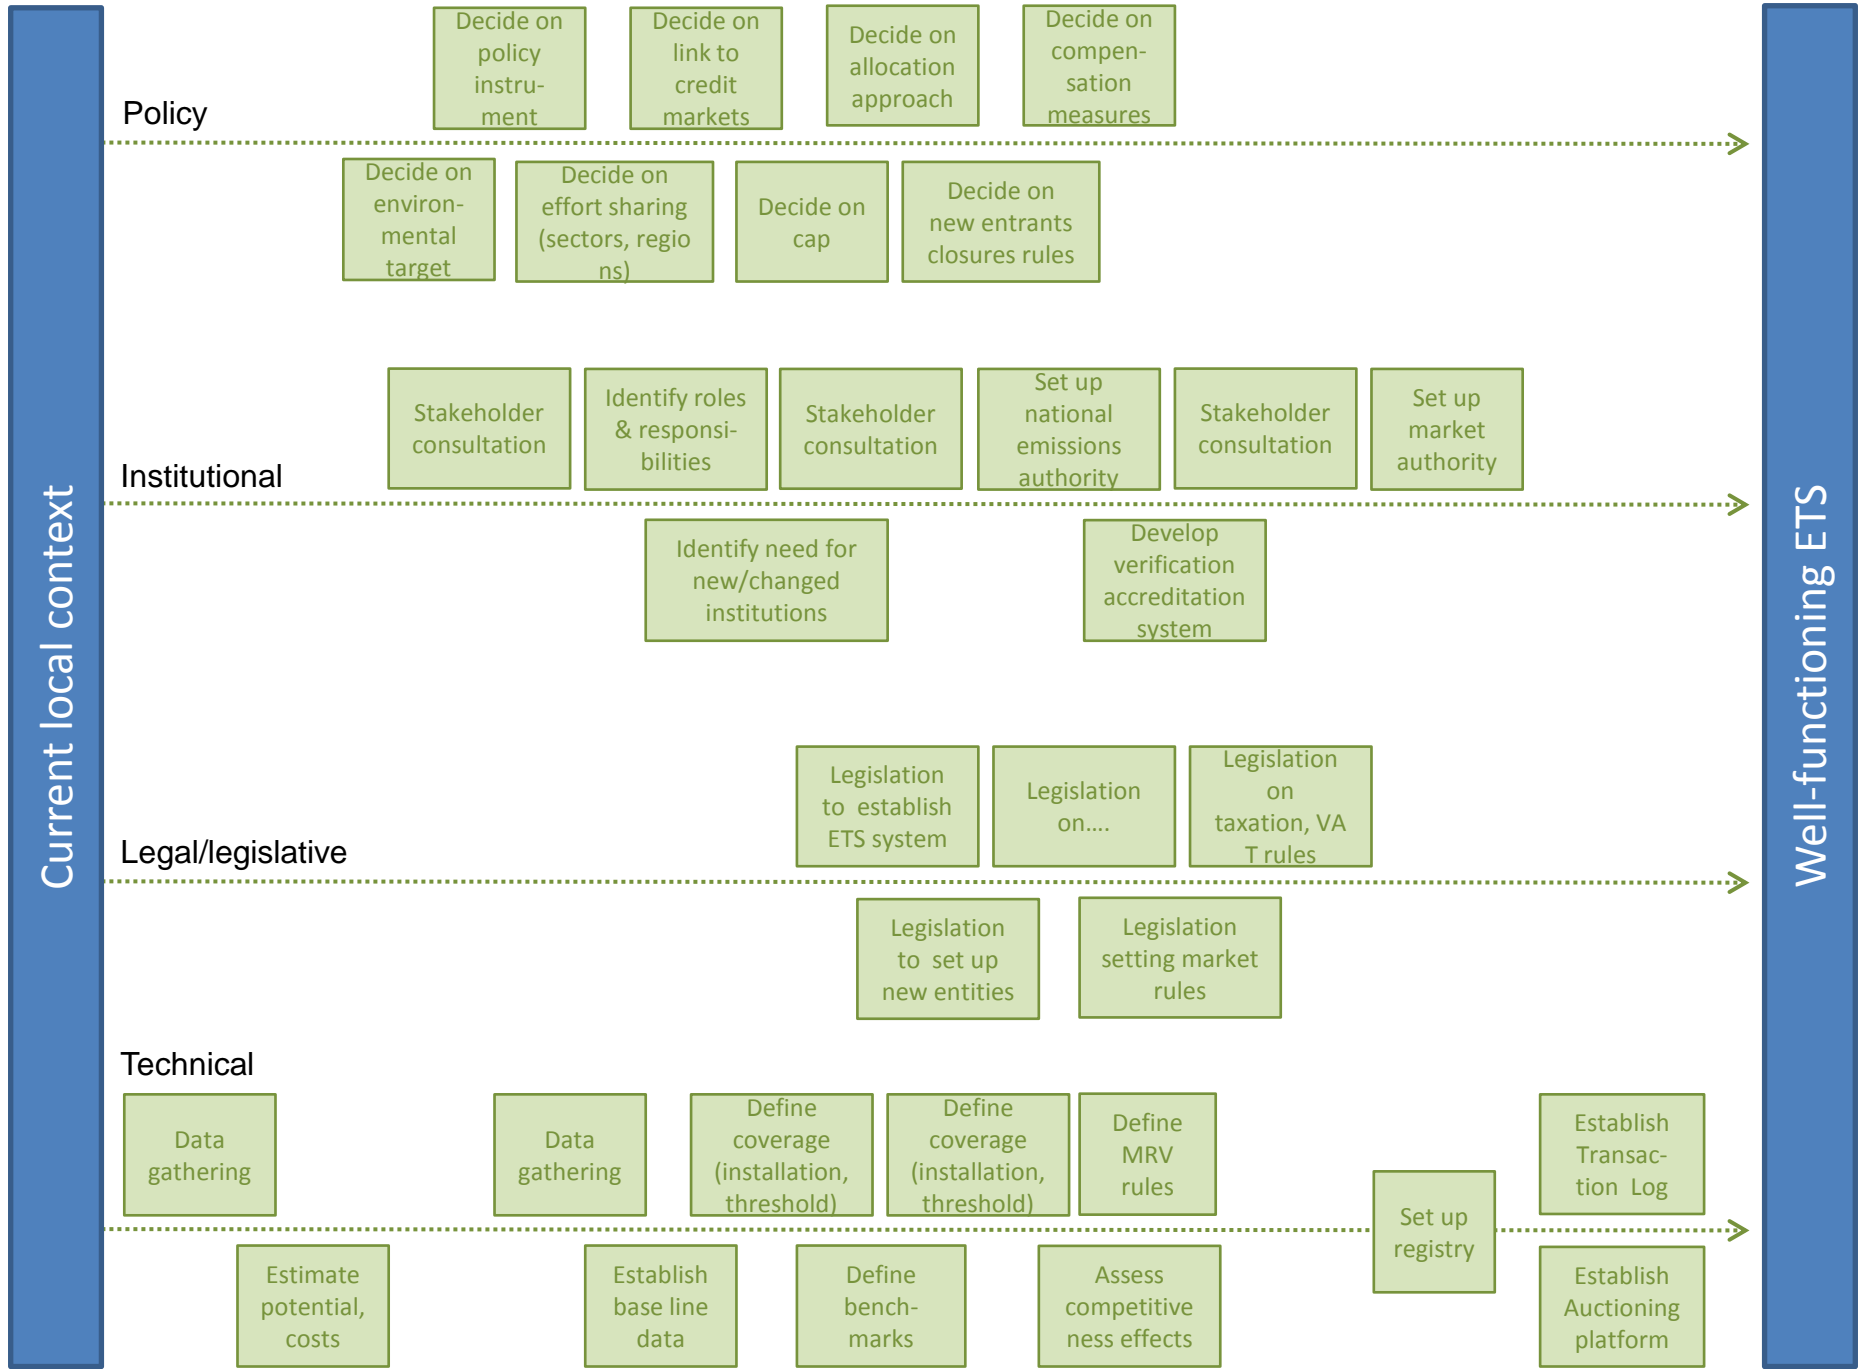 Current local context
Policy
Decide on
policy
instru-
ment
Decide on
link to
credit
markets
Decide on
allocation
approach
Decide on
compen-
sation
measures
Decide on
environ-
mental
target
Decide on
effort sharing
(sectors, regio
ns)
Decide on
cap
Decide on
new entrants
closures rules
Institutional
Stakeholder
consultation
Identify roles
& responsi-
bilities
Stakeholder
consultation
Set up
national
emissions
authority
Stakeholder
consultation
Set up
market
authority
Identify need for
new/changed
institutions
Develop
verification
accreditation
system
Legal/legislative
Legislation
to establish
ETS system
Legislation
on....
Legislation
on
taxation, VA
T rules
Legislation
to set up
new entities
Legislation
setting market
rules
Technical
Data
gathering
Data
gathering
Define
coverage
(installation,
threshold)
Define
coverage
(installation,
threshold)
Define
MRV
rules
Set up
registry
Establish
Transac-
tion Log
Estimate
potential,
costs
Establish
base line
data
Define
bench-
marks
Assess
competitive
ness effects
Establish
Auctioning
platform
Well-functioning ETS